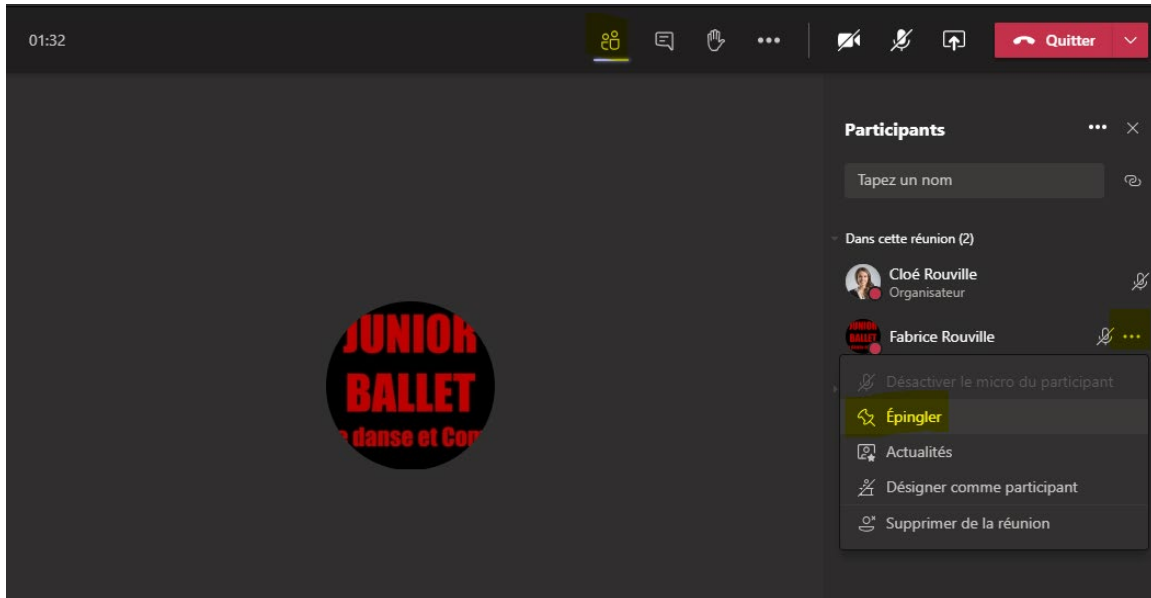 01:32
Quitter
Participants
Tapez un nom
Dans cette réunion (2)
Cloé Rouville
Organisateur
Fabrice Rouville
Désactiver le micro du participant
Épingler
Actualités
Désigner comme participant
Supprimer de la réunion
JUNIOR
BALLET
danse et Com